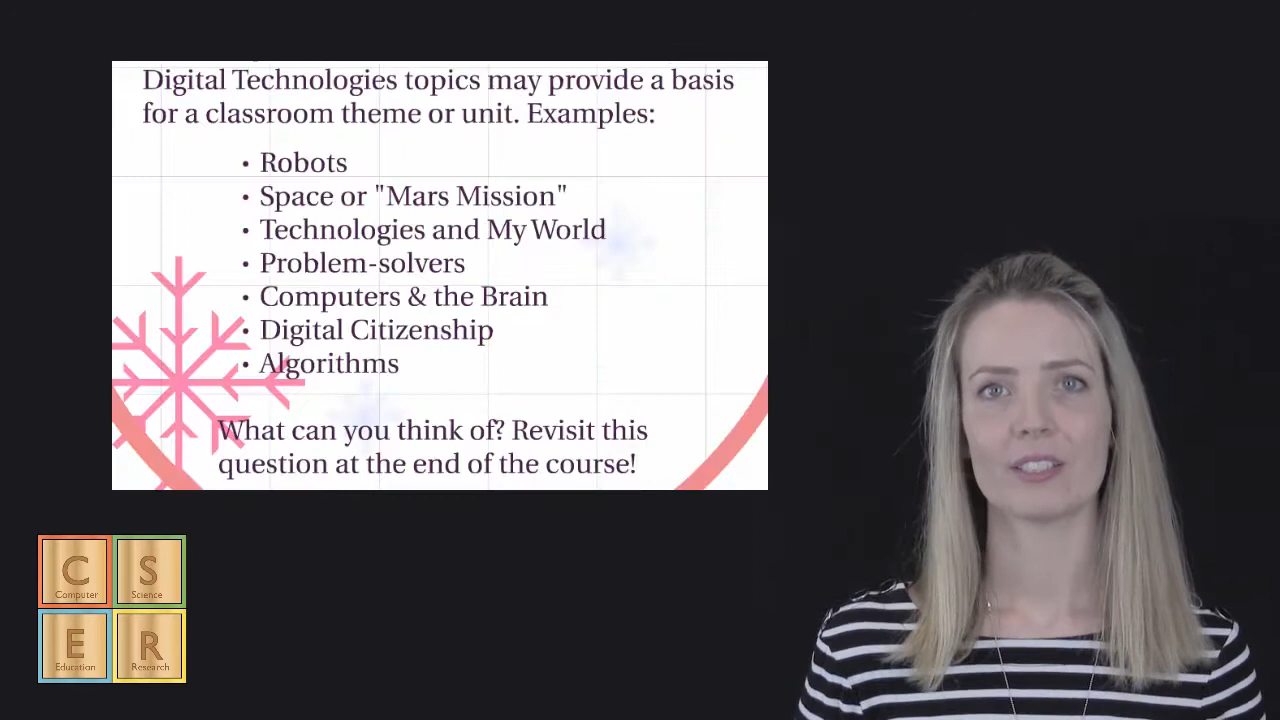 Digital Technologies topics may provide a basis
for a classroom theme or unit. Examples:
• Robots
• Space or "Mars Mission"
• Technologies and My World
• Problem-solvers
• Computers & the Brain
• Digital Citizenship
• Algorithms
What can you think of? Revisit this
question at the end of the course!
C S
Computer Science
E R
Education Research